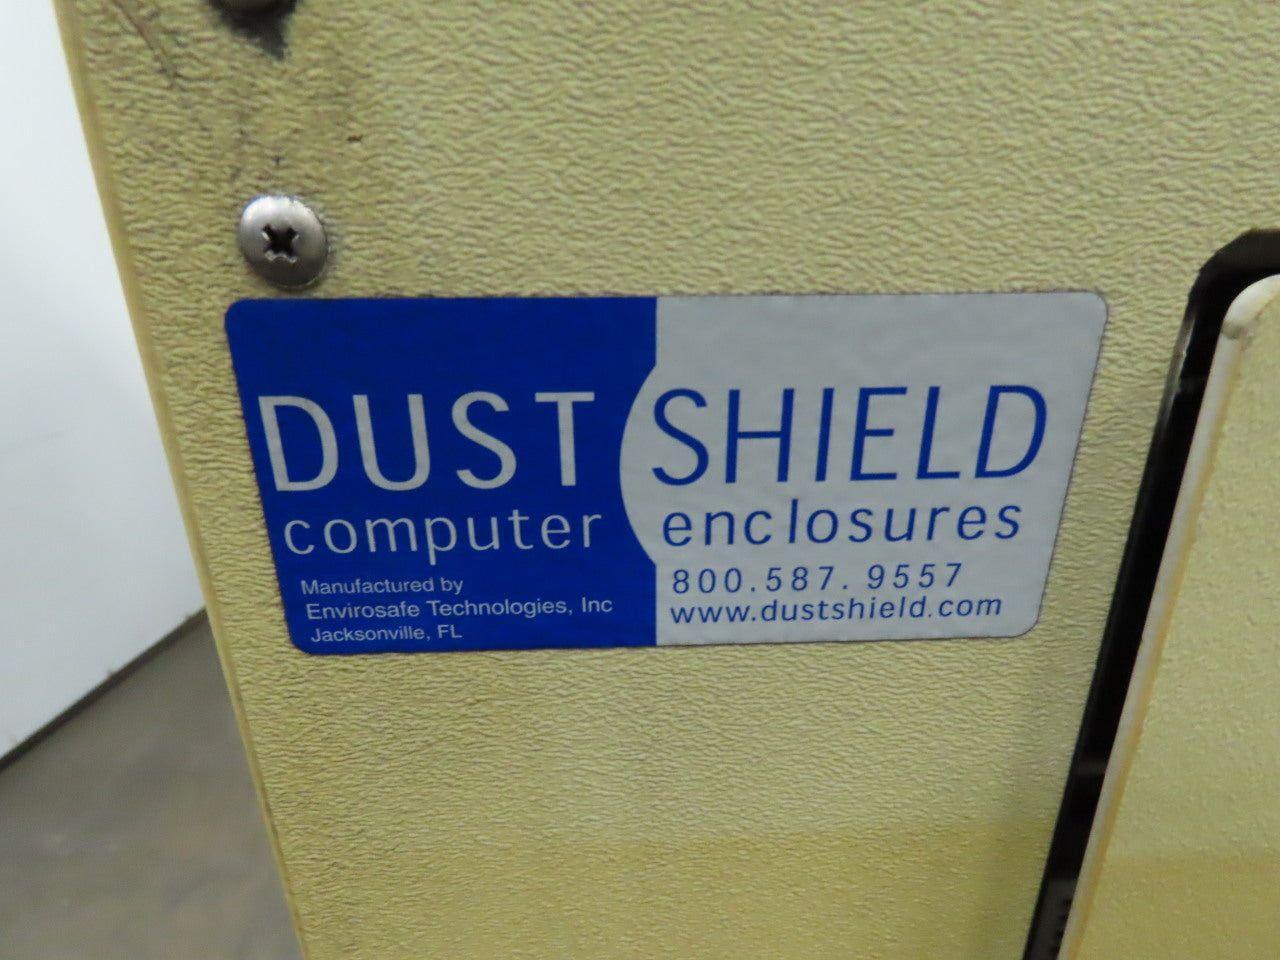 DUST SHIELD
computer enclosures
Manufactured by
Envirosafe Technologies, Inc
Jacksonville, FL
800.587.9557
www.dustshield.com